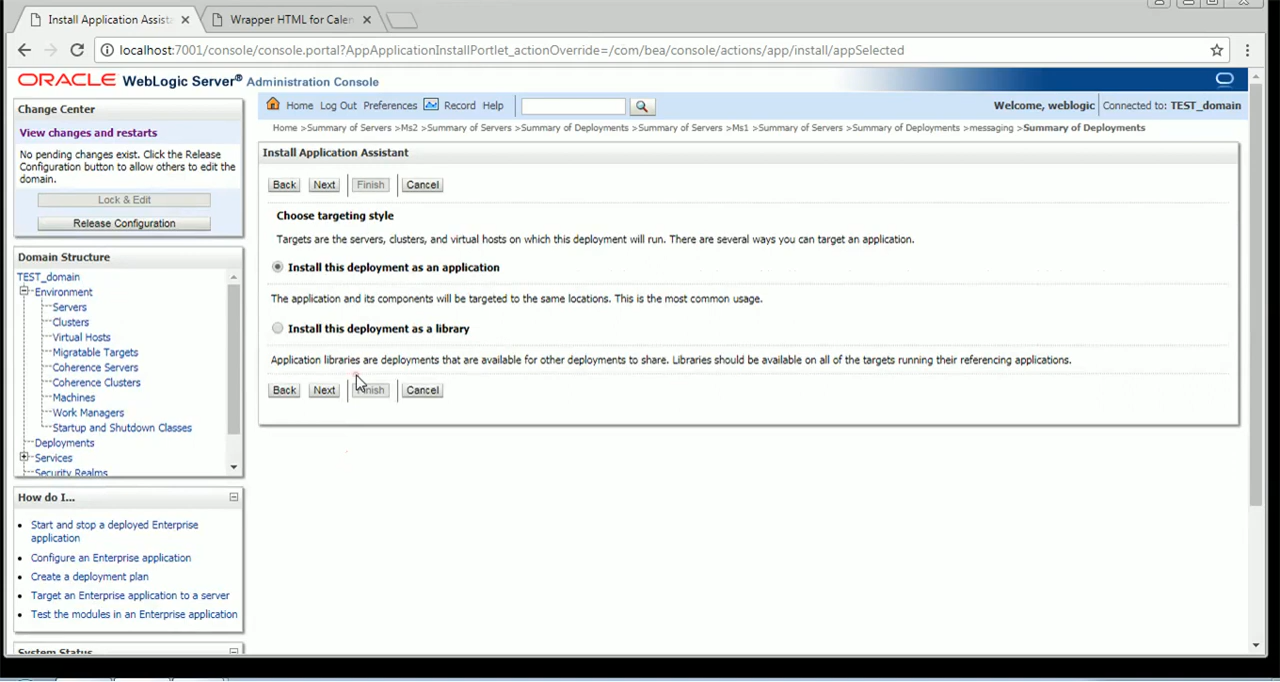 Install Application Assista
Wrapper HTML for Calen
localhost:7001/console/console.portal?AppApplicationInstallPortlet_actionOverride=/com/bea/console/actions/app/install/appSelected
ORACLE WebLogic Server® Administration Console
Change Center
View changes and restarts
No pending changes exist. Click the Release
Configuration button to allow others to edit the
domain.
Lock & Edit
Release Configuration
Domain Structure
TEST_domain
Environment
Servers
Clusters
Virtual Hosts
Migratable Targets
Coherence Servers
Coherence Clusters
Machines
Work Managers
Startup and Shutdown Classes
Deployments
Services
Security Realms
How do I...
Start and stop a deployed Enterprise
application
Configure an Enterprise application
Create a deployment plan
Target an Enterprise application to a server
Test the modules in an Enterprise application
System Status
Home Log Out Preferences Record Help
Welcome, weblogic Connected to: TEST_domain
Home >Summary of Servers >Ms2 >Summary of Servers >Summary of Deployments >Summary of Servers >Ms1 >Summary of Servers >Summary of Deployments >messaging >Summary of Deployments
Install Application Assistant
Back Next Finish Cancel
Choose targeting style
Targets are the servers, clusters, and virtual hosts on which this deployment will run. There are several ways you can target an application.
Install this deployment as an application
The application and its components will be targeted to the same locations. This is the most common usage.
Install this deployment as a library
Application libraries are deployments that are available for other deployments to share. Libraries should be available on all of the targets running their referencing applications.
Back Next Finish Cancel